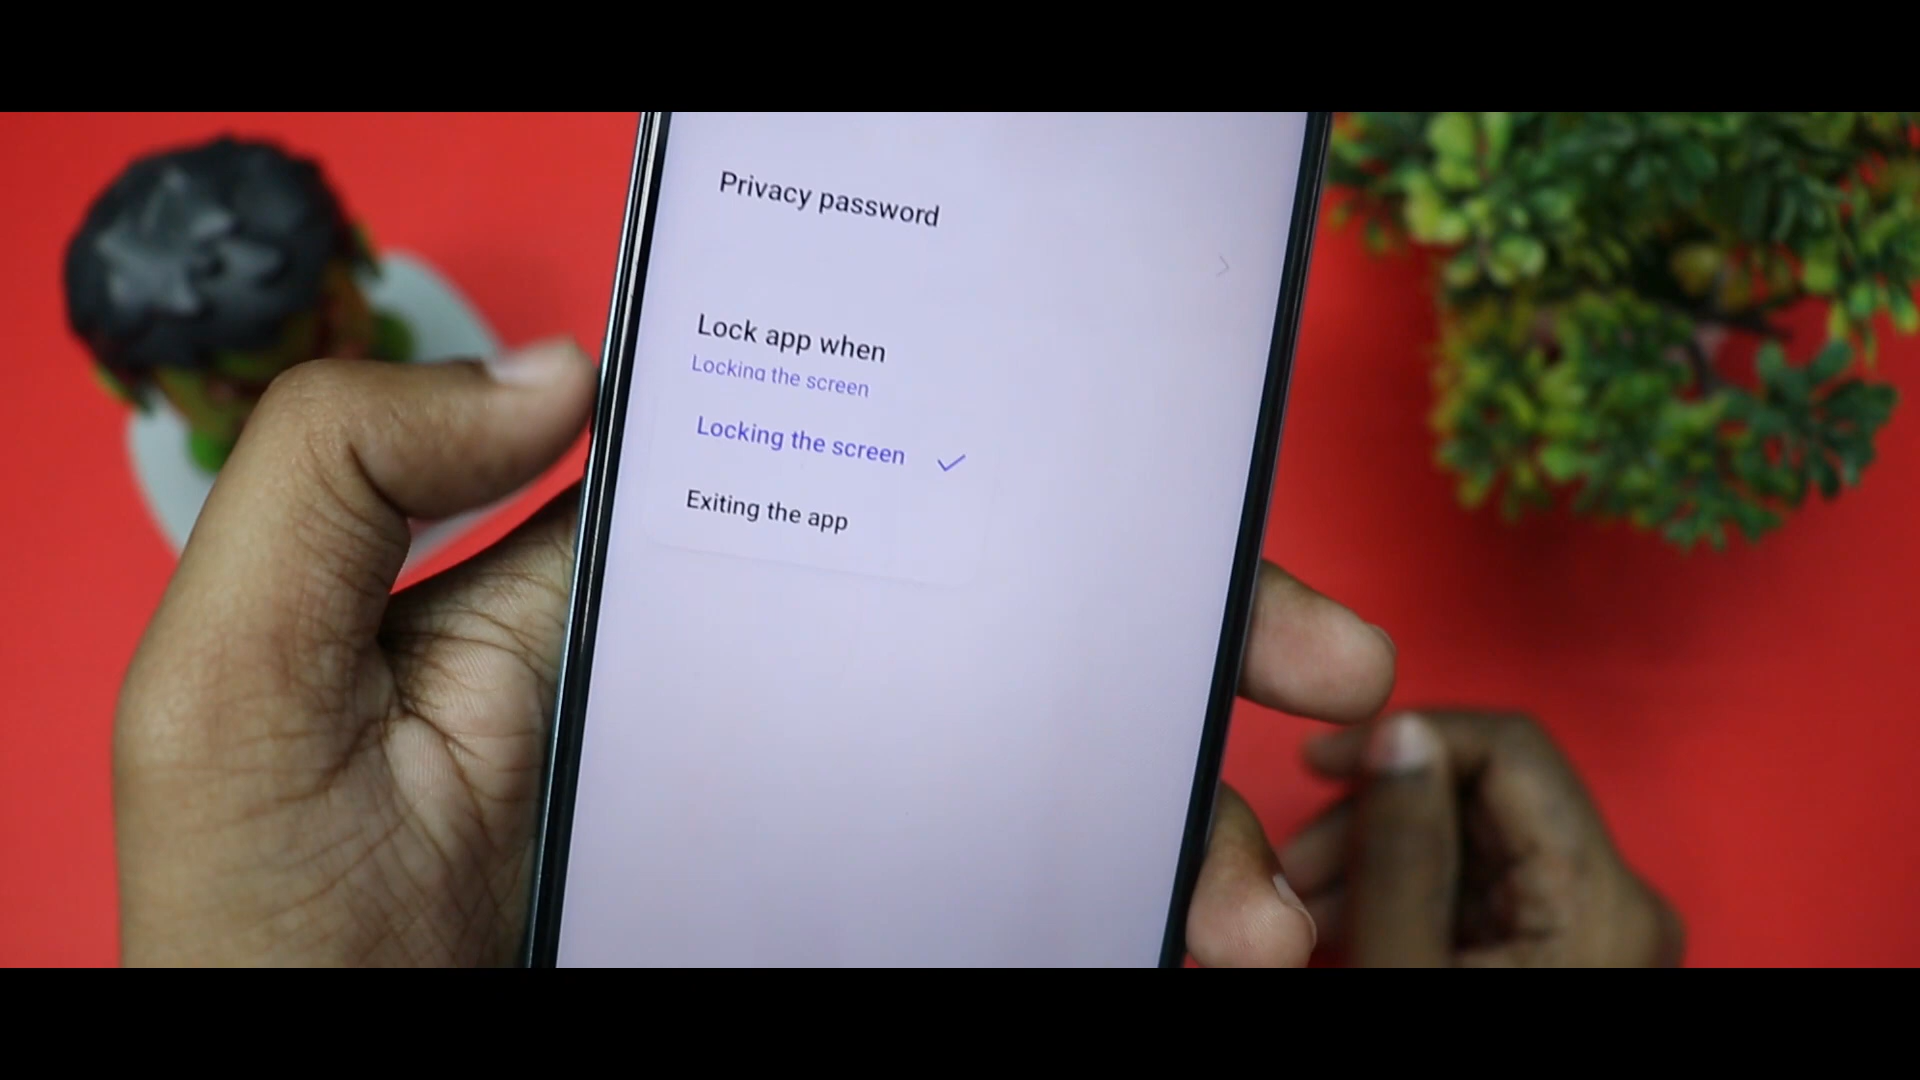 Privacy password
Lock app when
Locking the screen
Locking the screen
Exiting the app